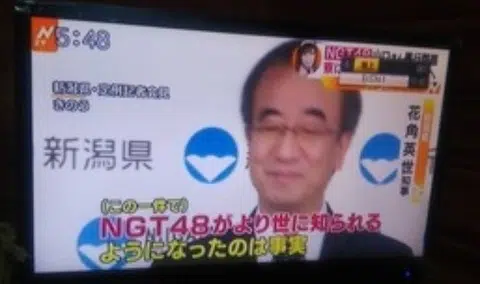 5:48
NGT48
新潟県・定例記者会見
きのう
花角英世知事
新潟県
(この一件で)
NGT48がより世に知られる
ようになったのは事実